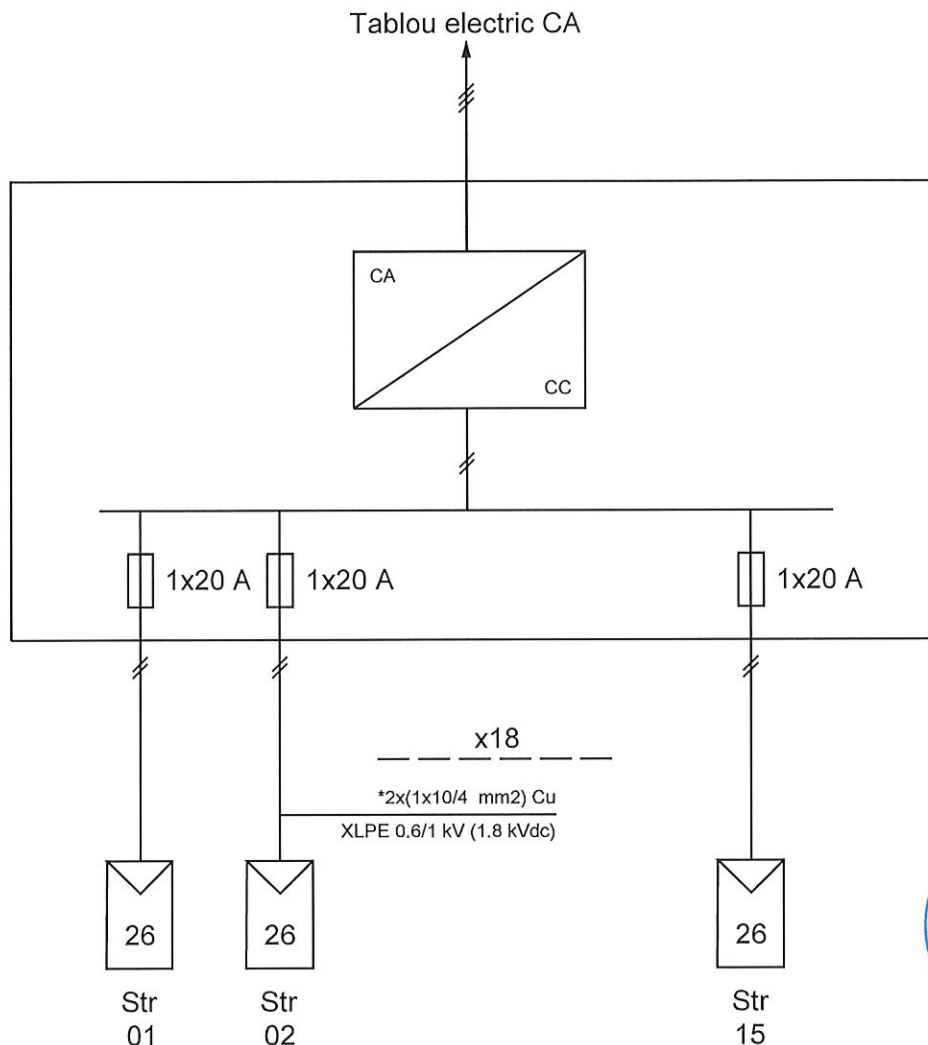 Tablou electric CA
CA
CC
1x20 A
1x20 A
1x20 A
x18
*2x(1x10/4 mm2) Cu
XLPE 0.6/1 kV (1.8 kVdc)
26
26
26
Str
01
Str
02
Str
15